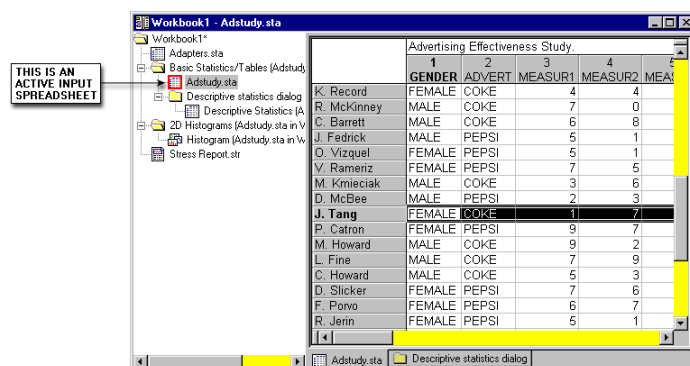 Workbook1 - Adstudy.sta
Workbook1*
Adapters.sta
Basic Statistics/Tables (Adstudy
Adstudy.sta
Descriptive statistics dialog
Descriptive Statistics (A
2D Histograms (Adstudy.sta in W
Histogram (Adstudy.sta in W
Stress Report.str
THIS IS AN
ACTIVE INPUT
SPREADSHEET
Advertising Effectiveness Study.
1 2 3 4 5
GENDER ADVERT MEASUR1 MEASUR2 MEAS
K. Record FEMALE COKE 4 4
R. McKinney MALE COKE 7 0
C. Barrett MALE COKE 6 8
J. Fedrick MALE PEPSI 5 1
O. Vizquel FEMALE PEPSI 5 1
V. Rameriz FEMALE PEPSI 7 5
M. Kmieciak MALE COKE 3 6
D. McBee MALE PEPSI 2 3
J. Tang FEMALE COKE 1 7
P. Catron FEMALE PEPSI 9 7
M. Howard MALE COKE 9 2
L. Fine MALE COKE 7 9
C. Howard MALE COKE 5 3
D. Slicker FEMALE PEPSI 7 6
F. Porvo FEMALE PEPSI 6 7
R. Jerin FEMALE PEPSI 5 1
Adstudy.sta Descriptive statistics dialog